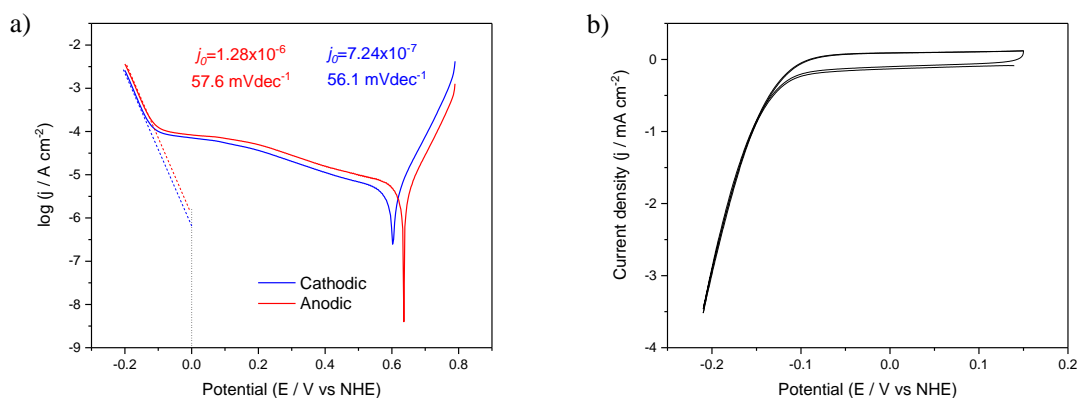 a)
j₀=1.28x10⁻⁶
57.6 mVdec⁻¹
j₀=7.24x10⁻⁷
56.1 mVdec⁻¹
log (j / A cm⁻²)
-2
-3
-4
-5
-6
-7
-8
-9
Cathodic
Anodic
-0.2 0.0 0.2 0.4 0.6 0.8
Potential (E / V vs NHE)
b)
Current density (j / mA cm⁻²)
0
-1
-2
-3
-4
-0.2 -0.1 0.0 0.1 0.2
Potential (E / V vs NHE)